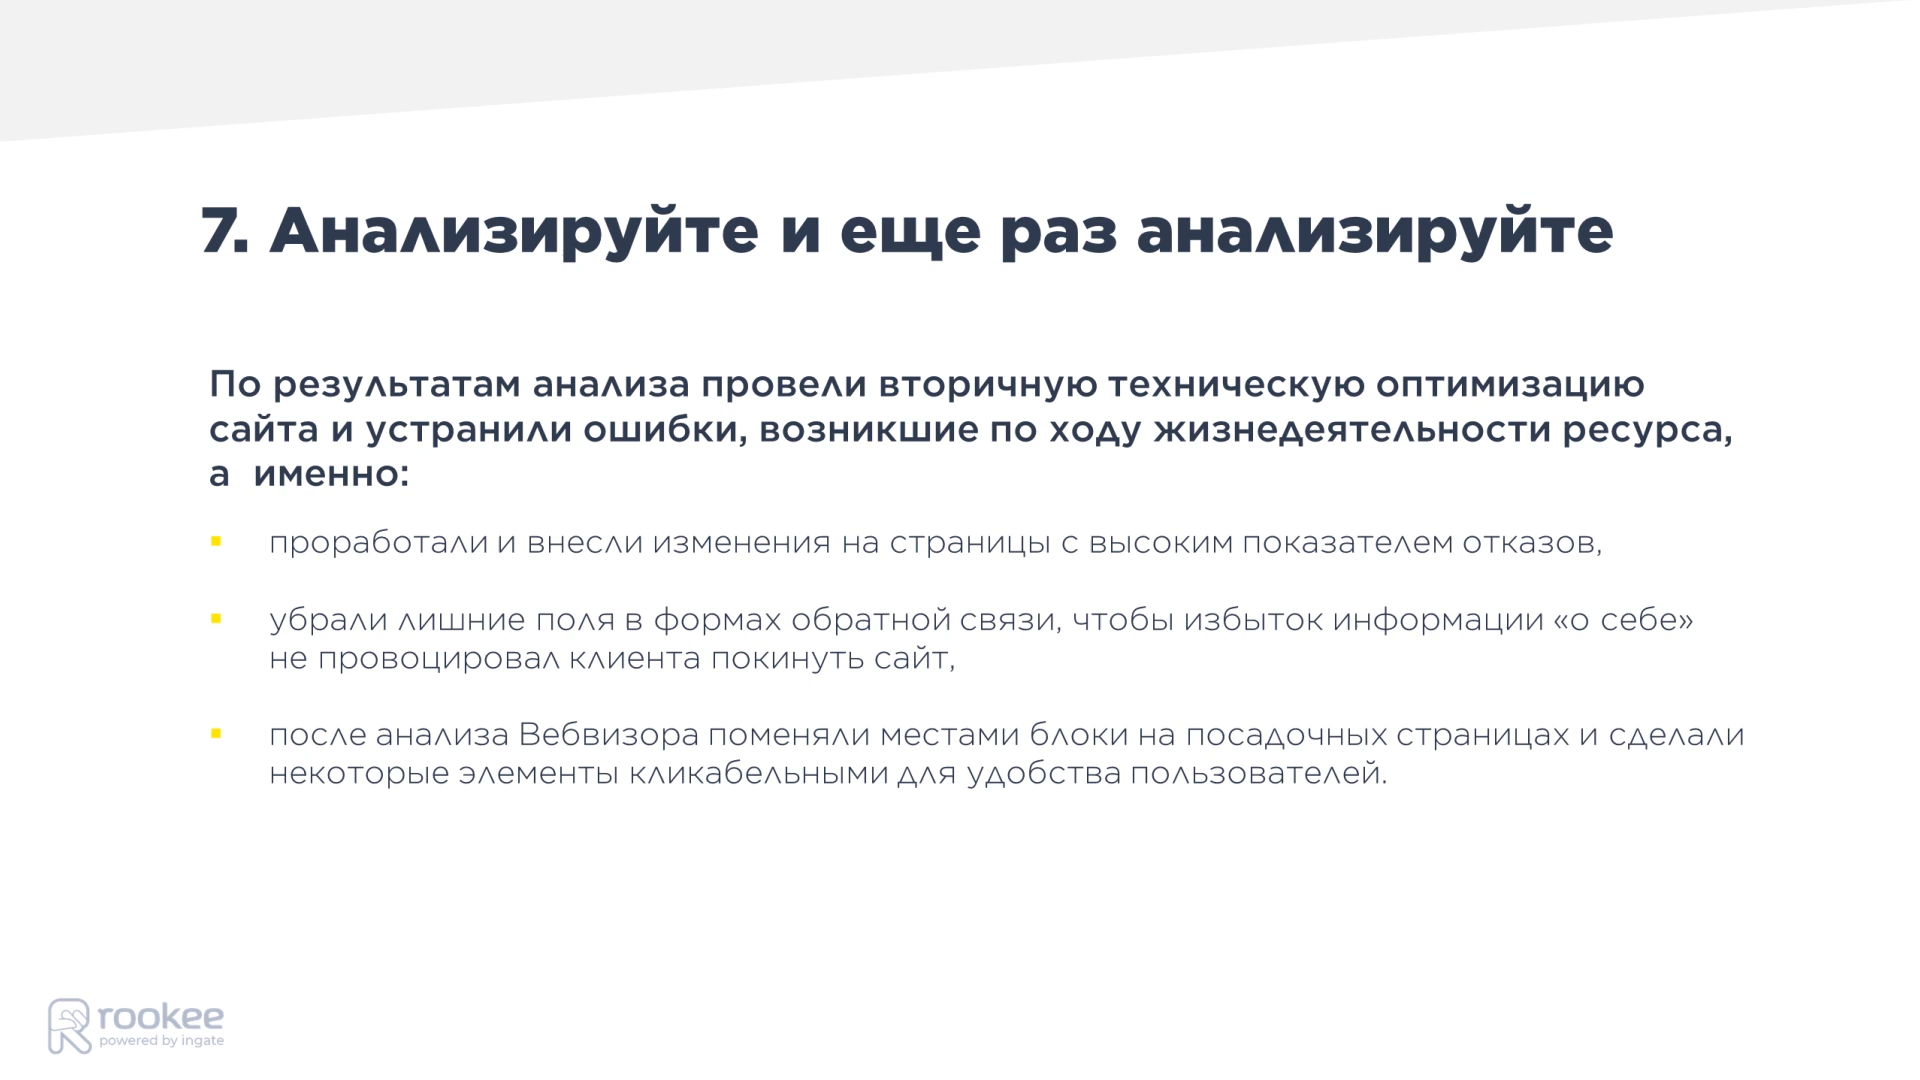 7. Анализируйте и еще раз анализируйте
По результатам анализа провели вторичную техническую оптимизацию
сайта и устранили ошибки, возникшие по ходу жизнедеятельности ресурса,
а именно:
▪ проработали и внесли изменения на страницы с высоким показателем отказов,
▪ убрали лишние поля в формах обратной связи, чтобы избыток информации «о себе»
не провоцировал клиента покинуть сайт,
▪ после анализа Вебвизора поменяли местами блоки на посадочных страницах и сделали
некоторые элементы кликабельными для удобства пользователей.
rookee
powered by ingate